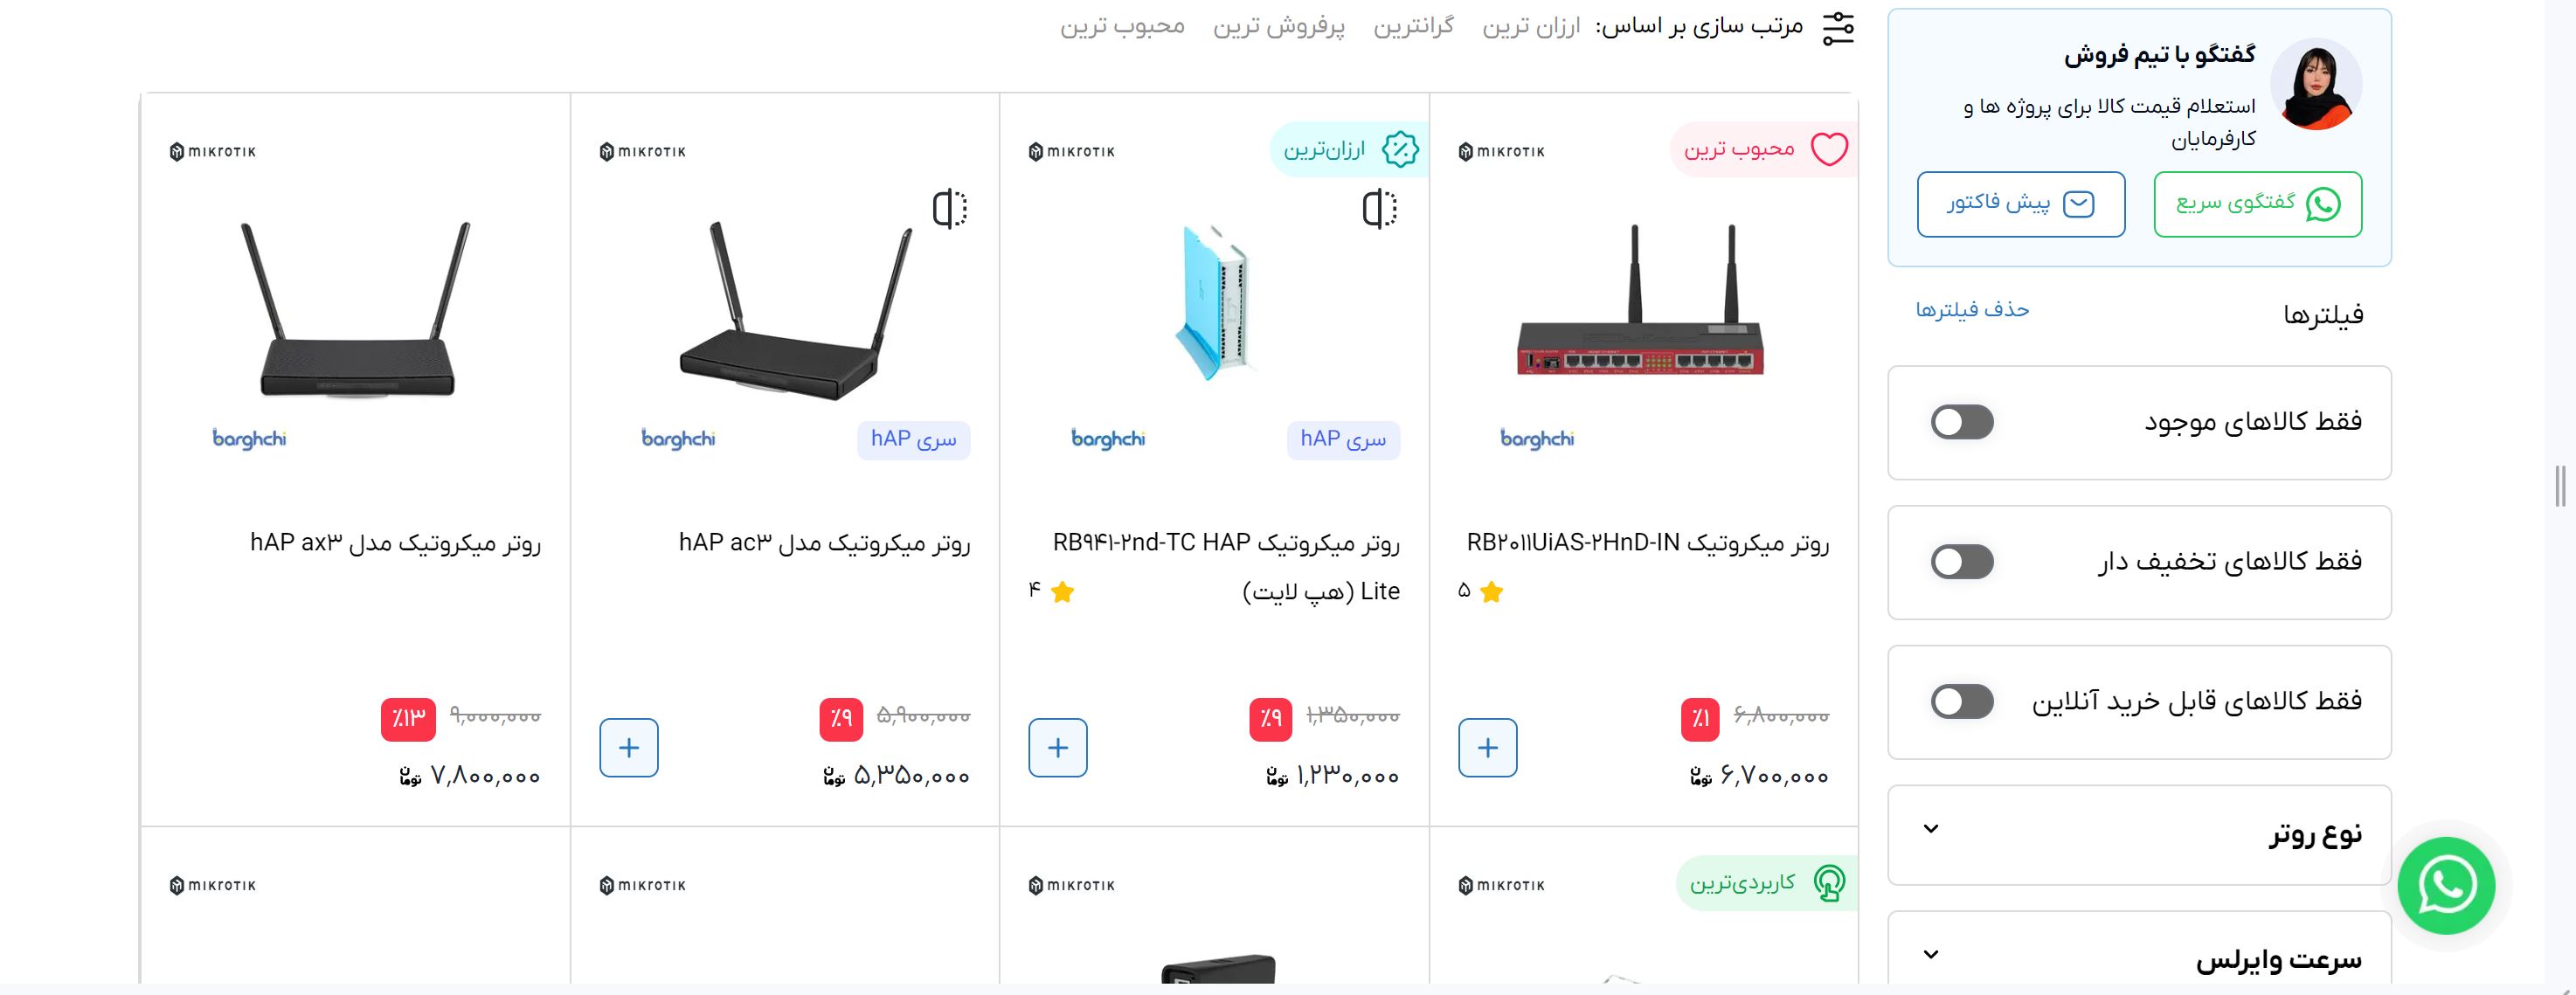 مرتب سازی بر اساس: ارزان ترین گرانترین پرفروش ترین محبوب ترین
گفتگو با تیم فروش
استعلام قیمت کالا برای پروژه ها و
کارفرمایان
گفتگوی سریع
پیش فاکتور
فیلترها
حذف فیلترها
فقط کالاهای موجود
فقط کالاهای تخفیف دار
فقط کالاهای قابل خرید آنلاین
نوع روتر
سرعت وایرلس
محبوب ترین
MIKROTIK
barghchi
روتر میکروتیک RB۲۰۱۱UiAS-۲HnD-IN
۵
۶,۸۰۰,۰۰۰
٪۱
۶,۷۰۰,۰۰۰ تومان
ارزان‌ترین
MIKROTIK
سری hAP
barghchi
روتر میکروتیک RB۹۴۱-۲nd-TC HAP
Lite (هپ لایت)
۴
۱,۳۵۰,۰۰۰
٪۹
۱,۲۳۰,۰۰۰ تومان
MIKROTIK
سری hAP
barghchi
روتر میکروتیک مدل hAP ac۳
۵,۹۰۰,۰۰۰
٪۹
۵,۳۵۰,۰۰۰ تومان
MIKROTIK
barghchi
روتر میکروتیک مدل hAP ax۳
۹,۰۰۰,۰۰۰
٪۱۳
۷,۸۰۰,۰۰۰ تومان
کاربردی‌ترین
MIKROTIK
MIKROTIK
MIKROTIK
MIKROTIK